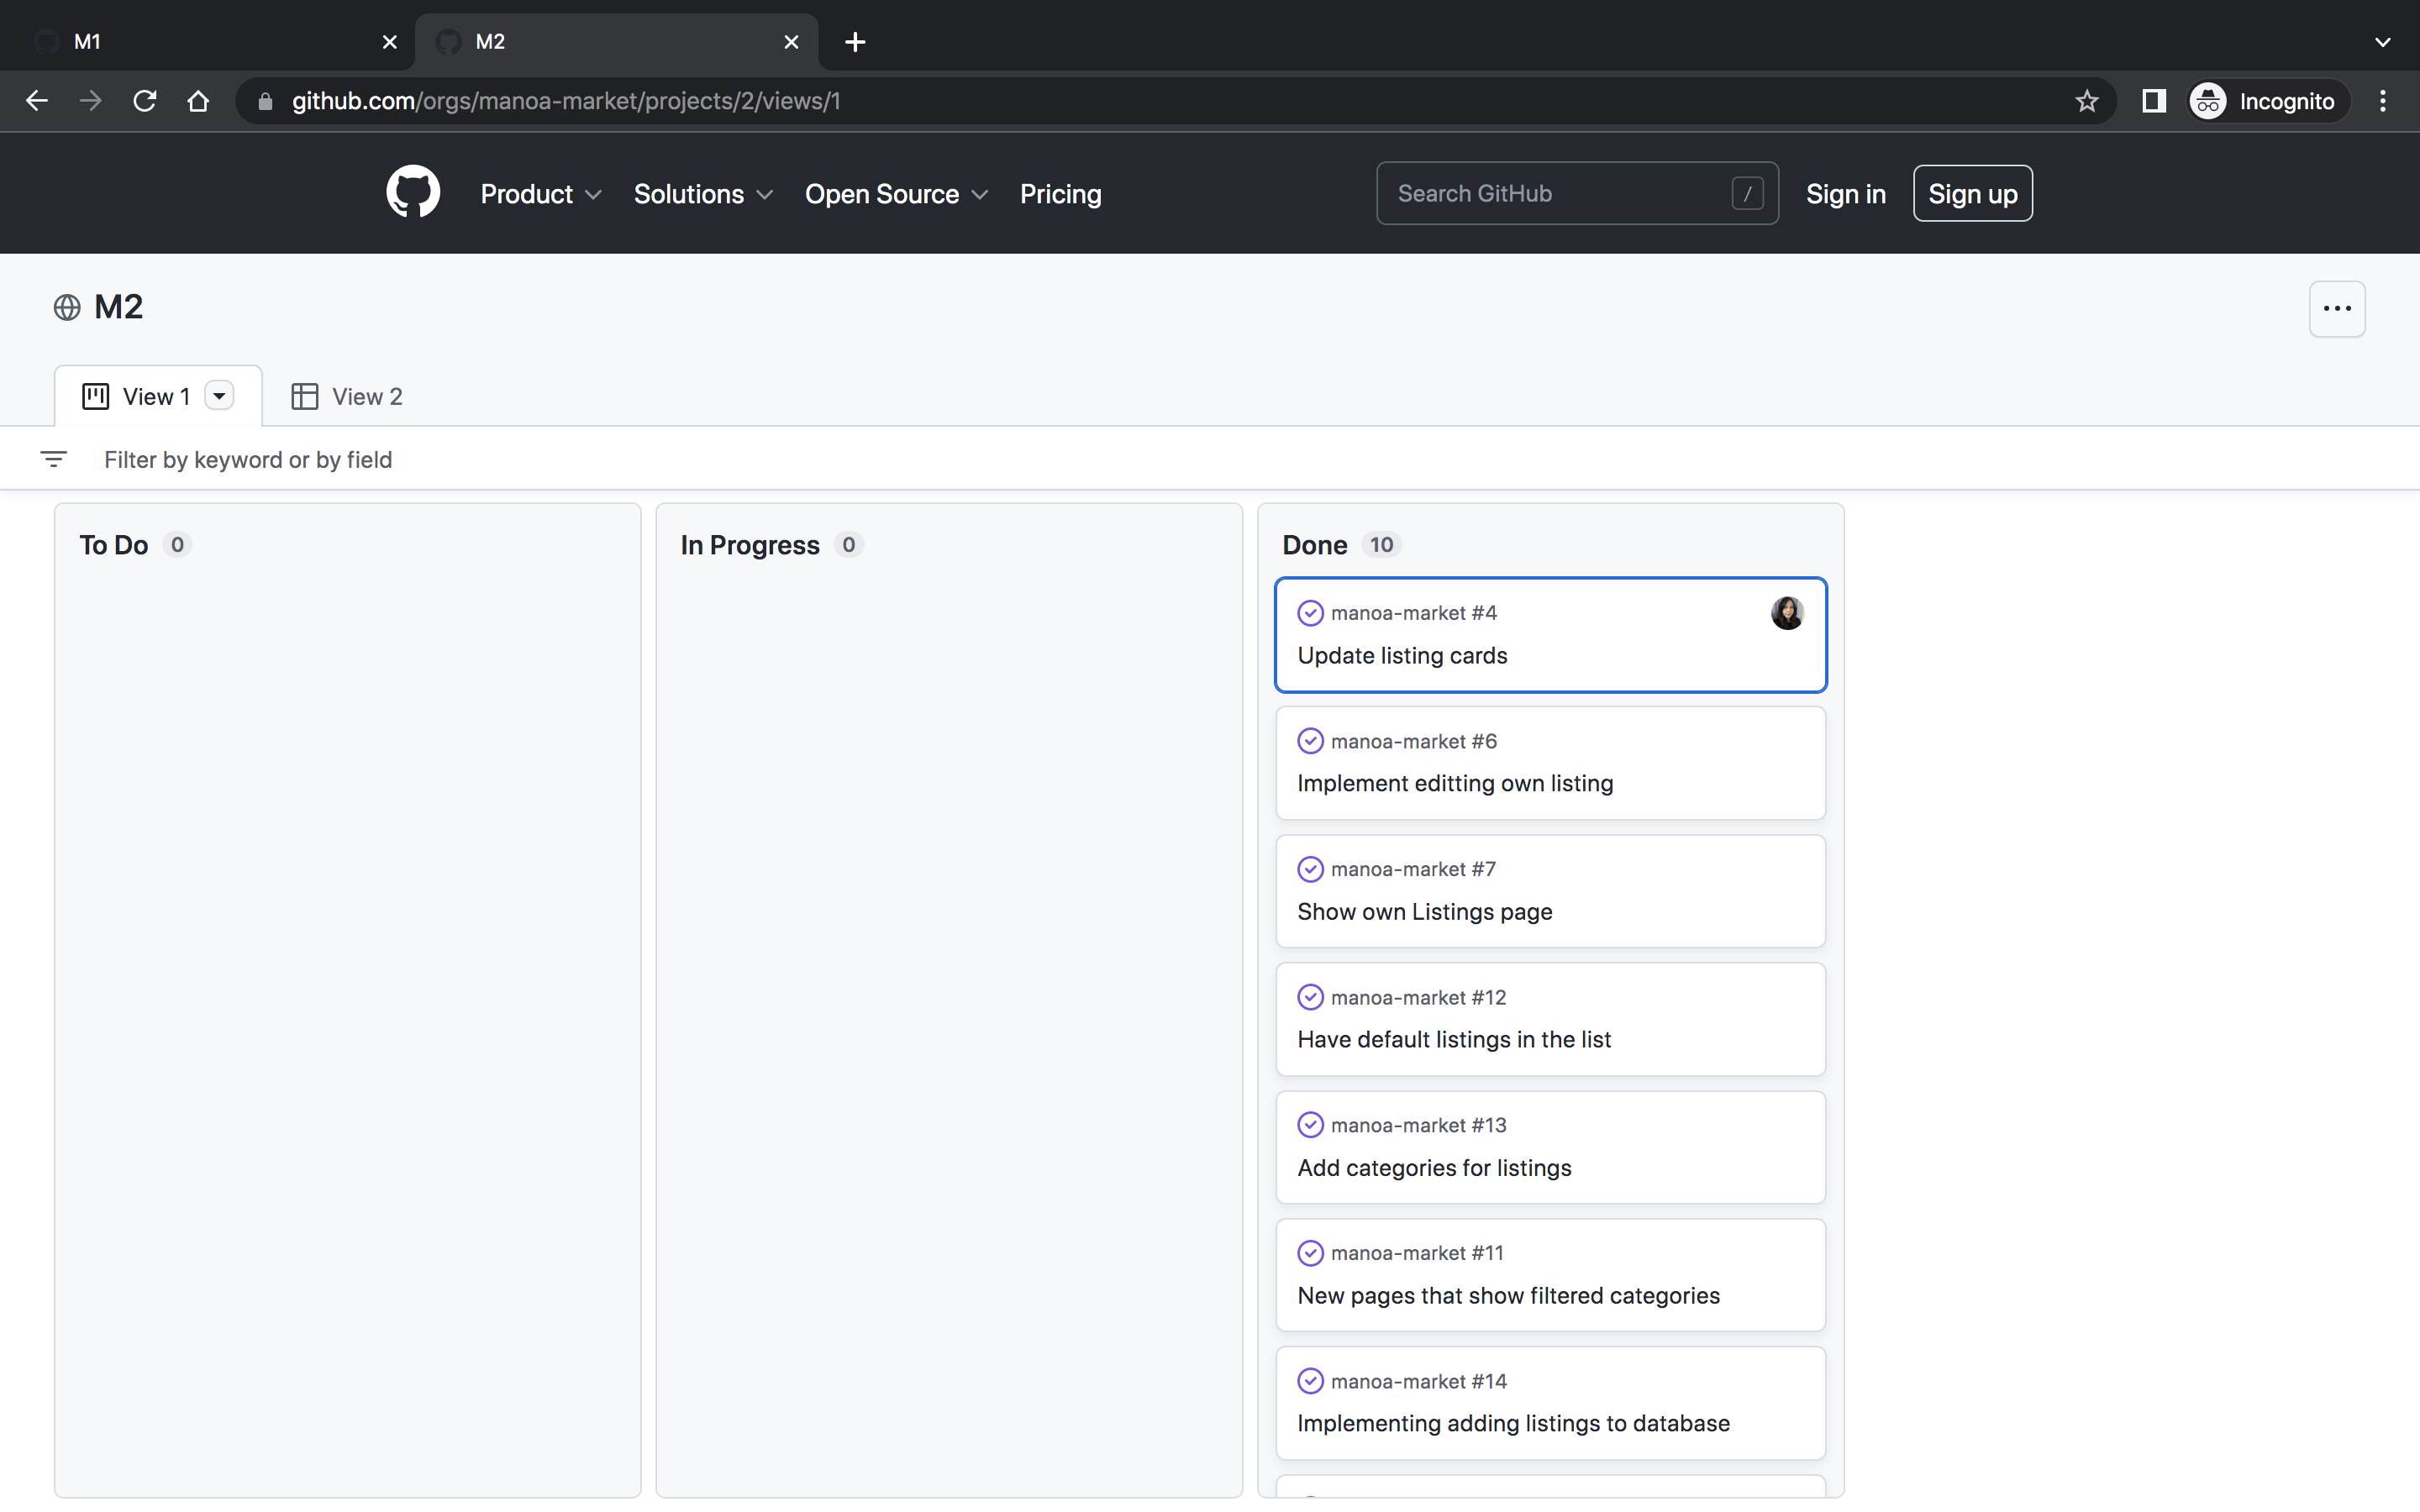 M1
M2
github.com/orgs/manoa-market/projects/2/views/1
Incognito
Product
Solutions
Open Source
Pricing
Search GitHub
/
Sign in
Sign up
M2
View 1
View 2
Filter by keyword or by field
To Do 0
In Progress 0
Done 10
manoa-market #4
Update listing cards
manoa-market #6
Implement editting own listing
manoa-market #7
Show own Listings page
manoa-market #12
Have default listings in the list
manoa-market #13
Add categories for listings
manoa-market #11
New pages that show filtered categories
manoa-market #14
Implementing adding listings to database